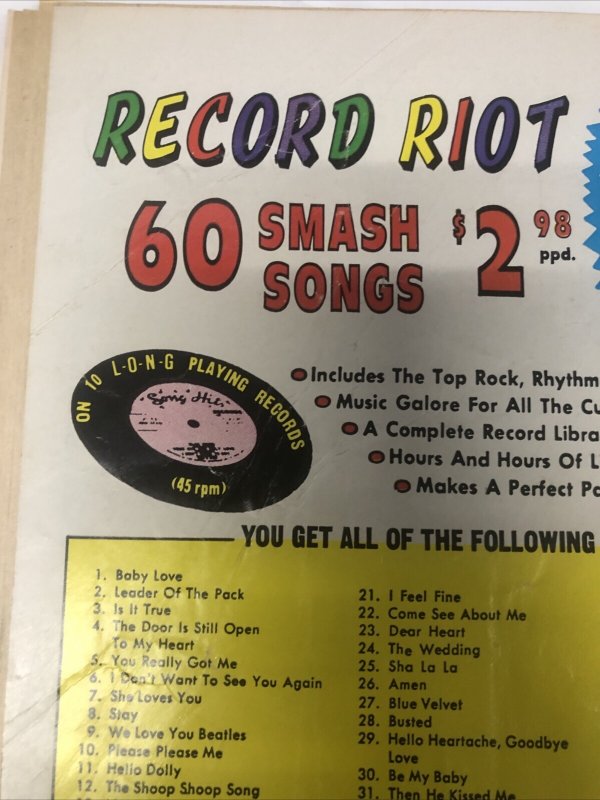 RECORD RIOT
60 SMASH SONGS $2.98 ppd.
ON 10 L-O-N-G PLAYING RECORDS
Song Hits
(45 rpm)
Includes The Top Rock, Rhythm
Music Galore For All The
A Complete Record
Hours And Hours Of
Makes A Perfect
YOU GET ALL OF THE FOLLOWING
1. Baby Love
2. Leader Of The Pack
3. Is It True
4. The Door Is Still Open
To My Heart
5. You Really Got Me
6. I Don't Want To See You Again
7. She Loves You
8. Stay
9. We Love You Beatles
10. Please Please Me
11. Hello Dolly
12. The Shoop Shoop Song
21. I Feel Fine
22. Come See About Me
23. Dear Heart
24. The Wedding
25. Sha La La
26. Amen
27. Blue Velvet
28. Busted
29. Hello Heartache, Goodbye
Love
30. Be My Baby
31. Then He Kissed Me